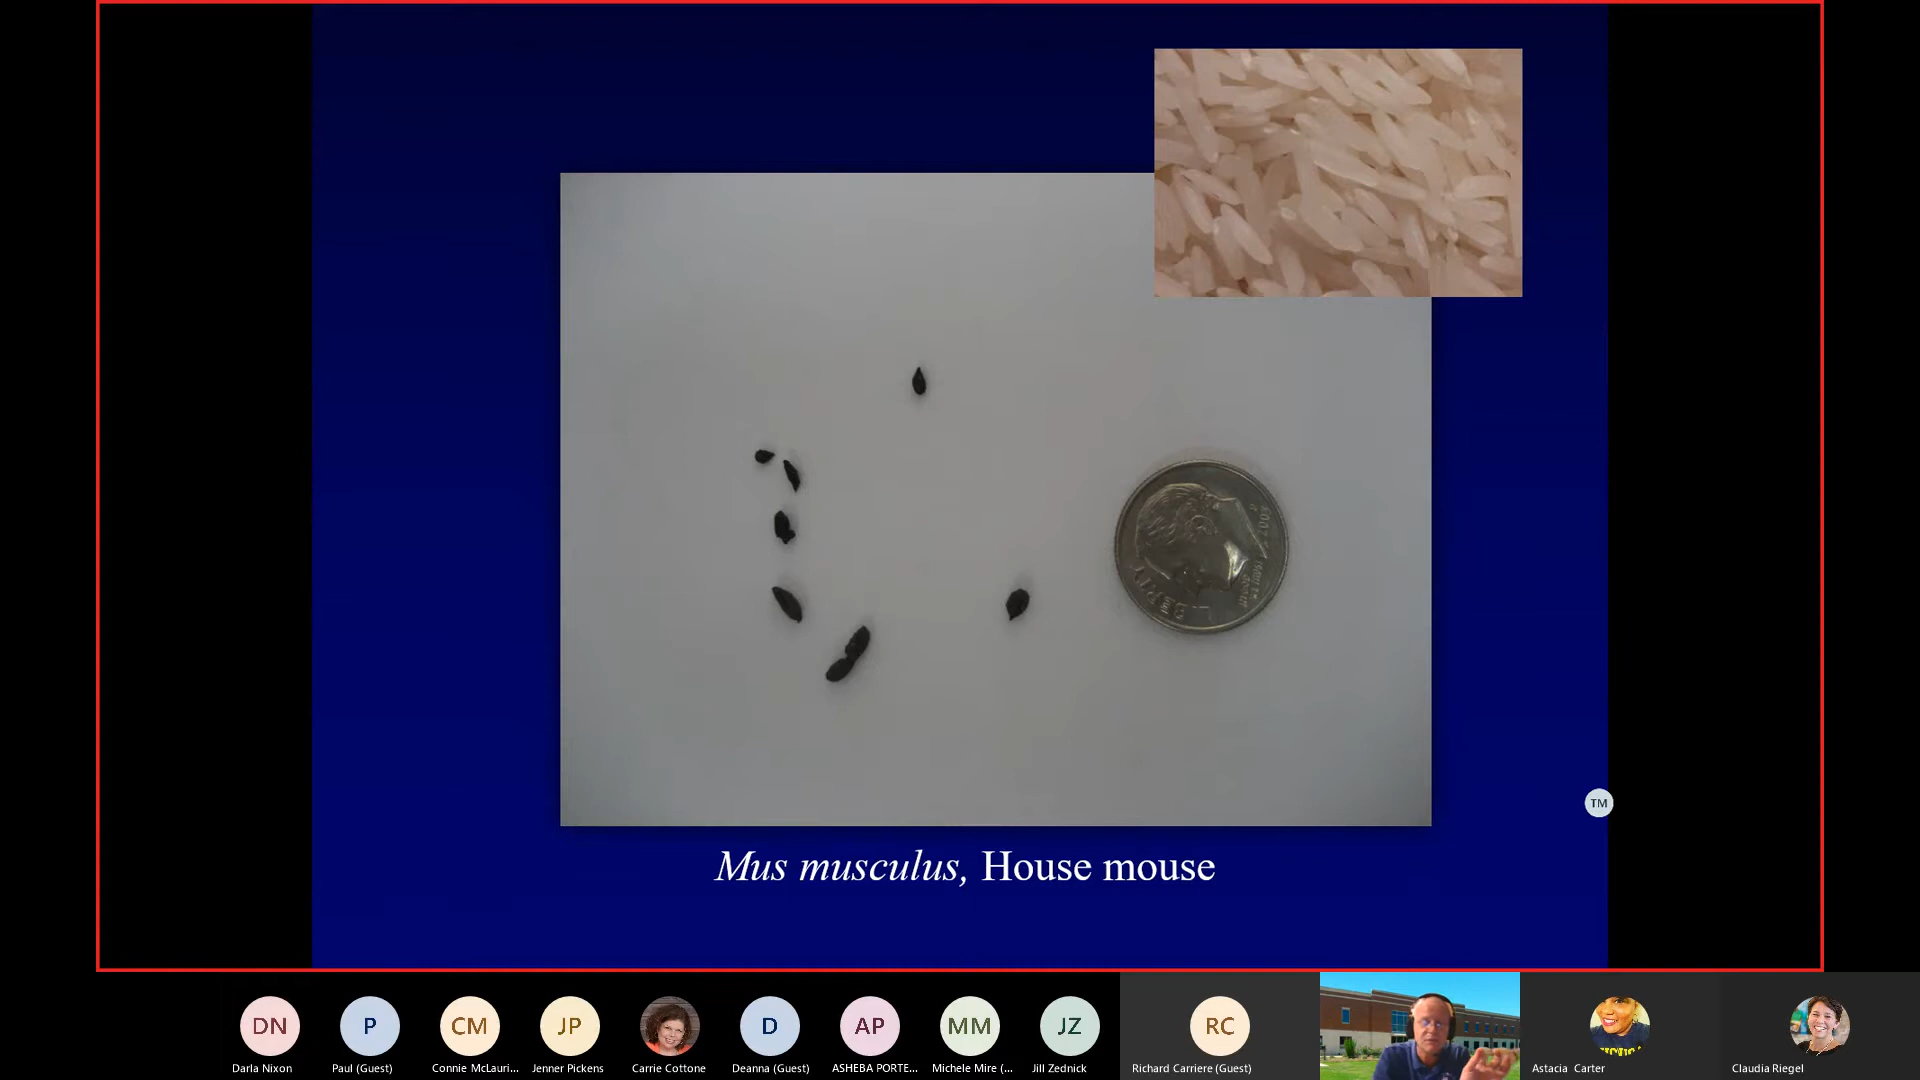 TM
Mus musculus, House mouse
DN
P
CM
JP
D
AP
MM
JZ
RC
Darla Nixon
Paul (Guest)
Connie McLauri...
Jenner Pickens
Carrie Cottone
Deanna (Guest)
ASHEBA PORTE...
Michele Mire (...
Jill Zednick
Richard Carriere (Guest)
Astacia Carter
Claudia Riegel